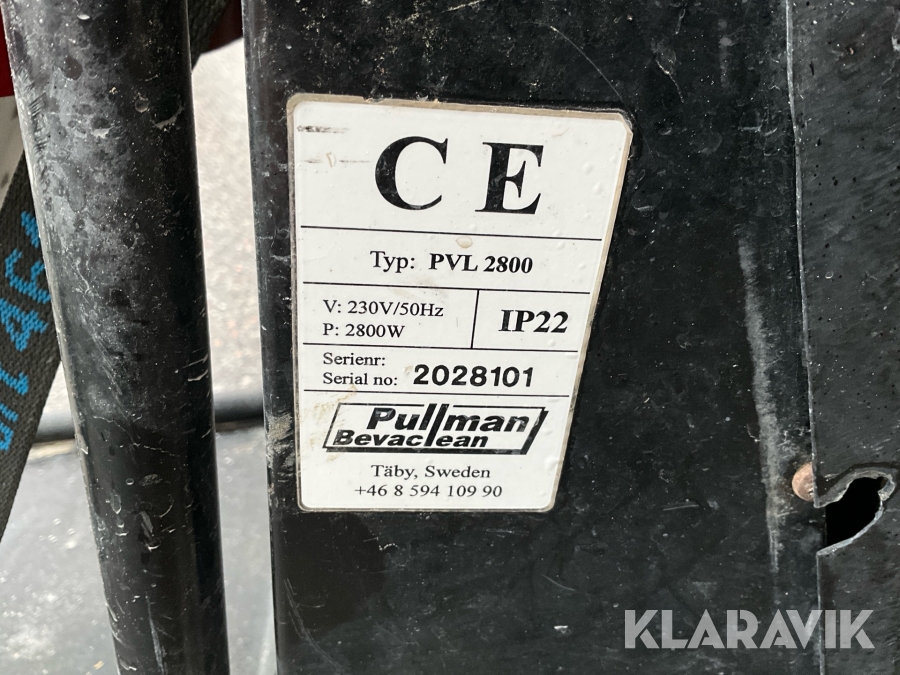 C E
Typ: PVL 2800
V: 230V/50Hz
P: 2800W
IP22
Serienr:
Serial no: 2028101
Pullman
Bevaclean
Täby, Sweden
+46 8 594 109 90
KLARAVIK